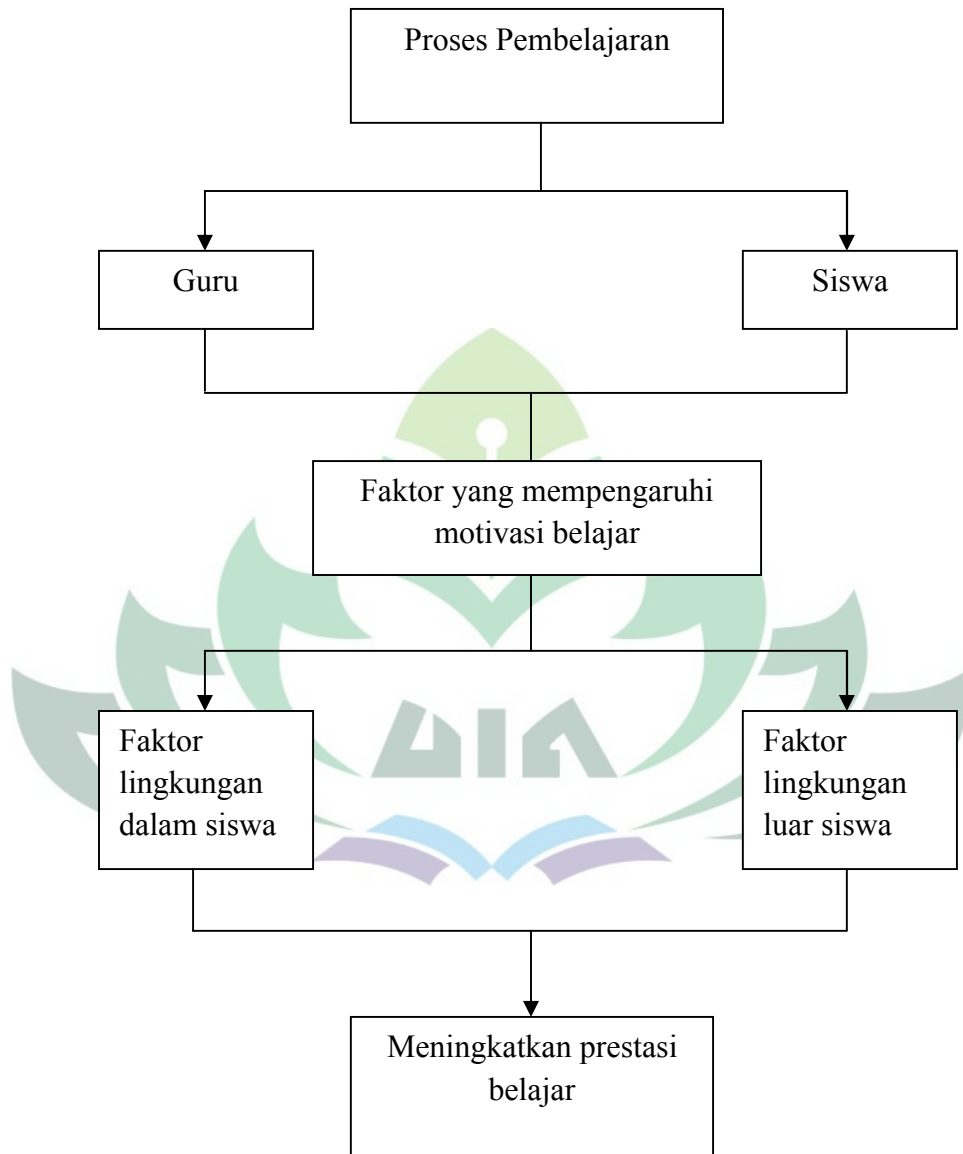 Proses Pembelajaran
Guru
Siswa
Faktor yang mempengaruhi
motivasi belajar
Faktor
lingkungan
dalam siswa
Faktor
lingkungan
luar siswa
UIN
Meningkatkan prestasi
belajar